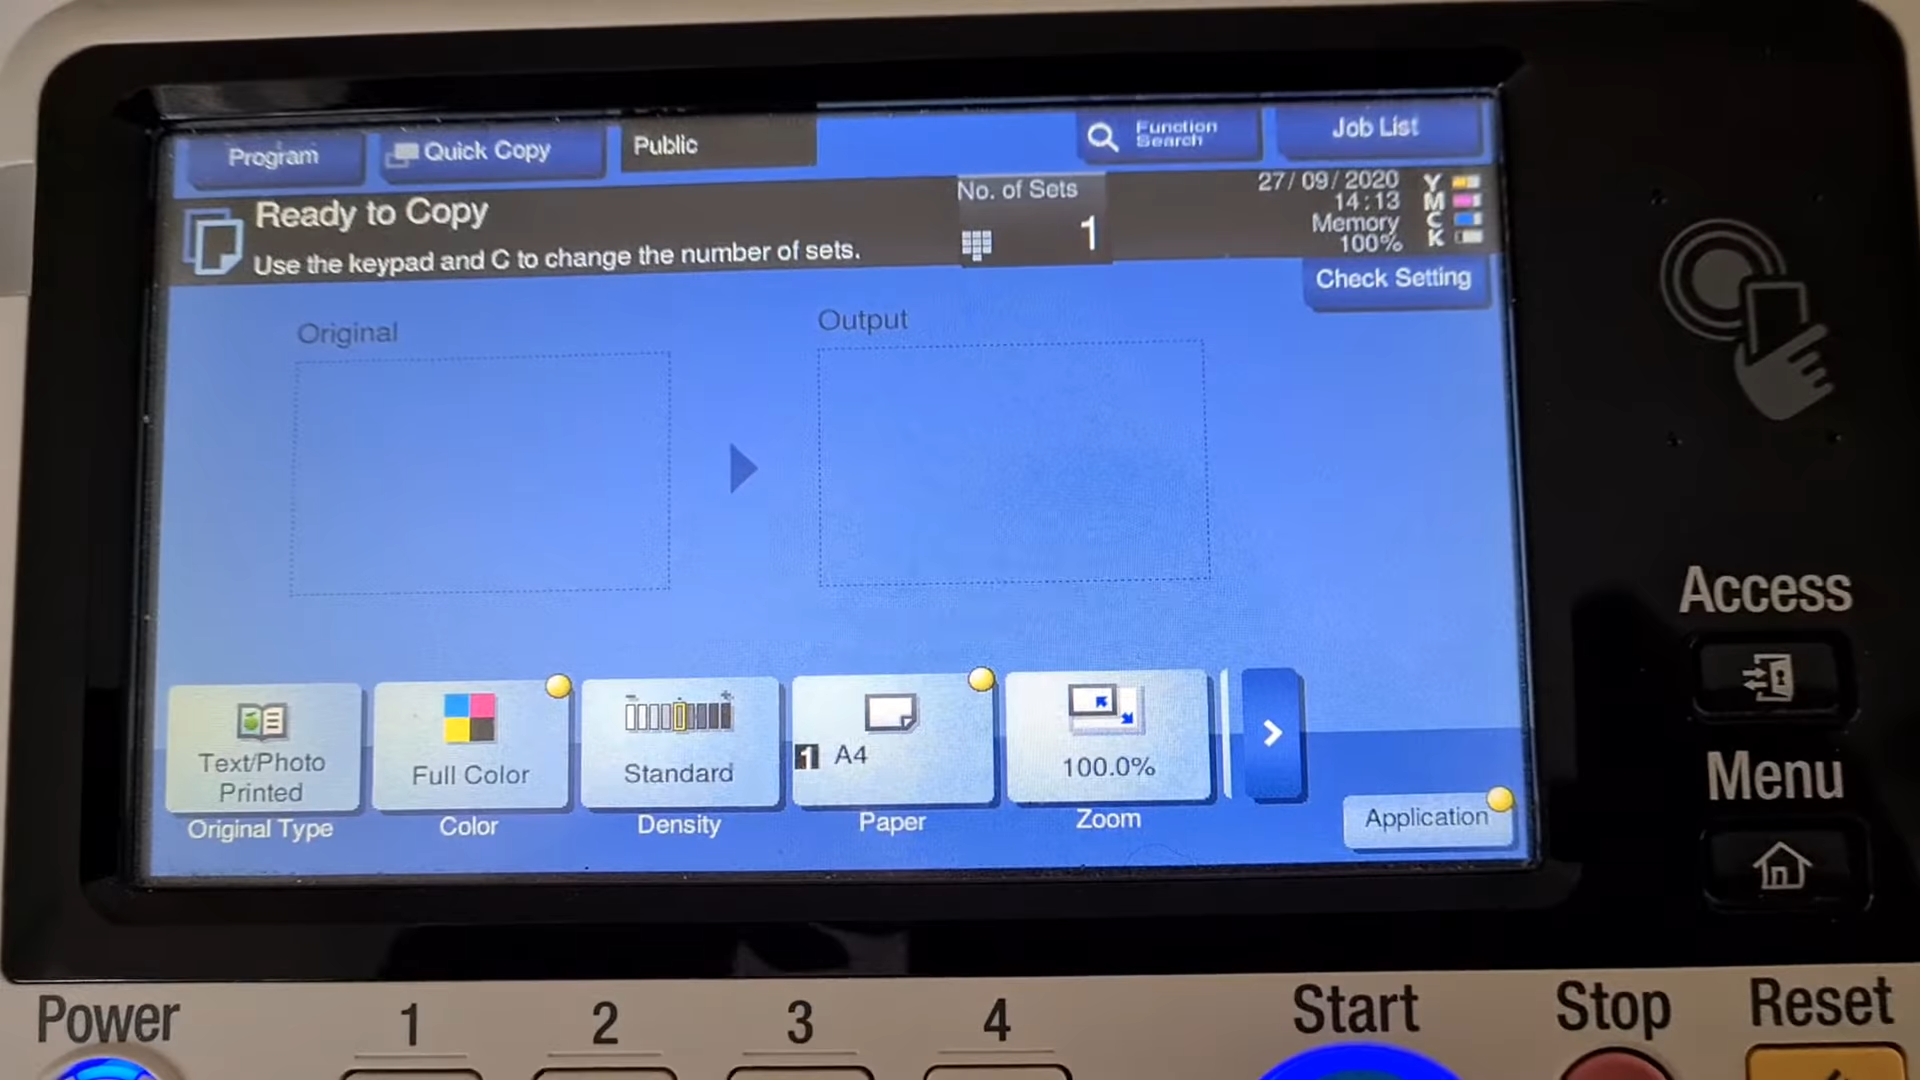 Program
Quick Copy
Public
Function
Search
Job List
Ready to Copy
Use the keypad and C to change the number of sets.
No. of Sets
1
27/09/2020
14:13
Memory
100%
Y
M
C
K
Check Setting
Original
Output
Text/Photo
Printed
Original Type
Full Color
Color
- +
Standard
Density
1 A4
Paper
100.0%
Zoom
Application
Access
Menu
Power
1
2
3
4
Start
Stop
Reset